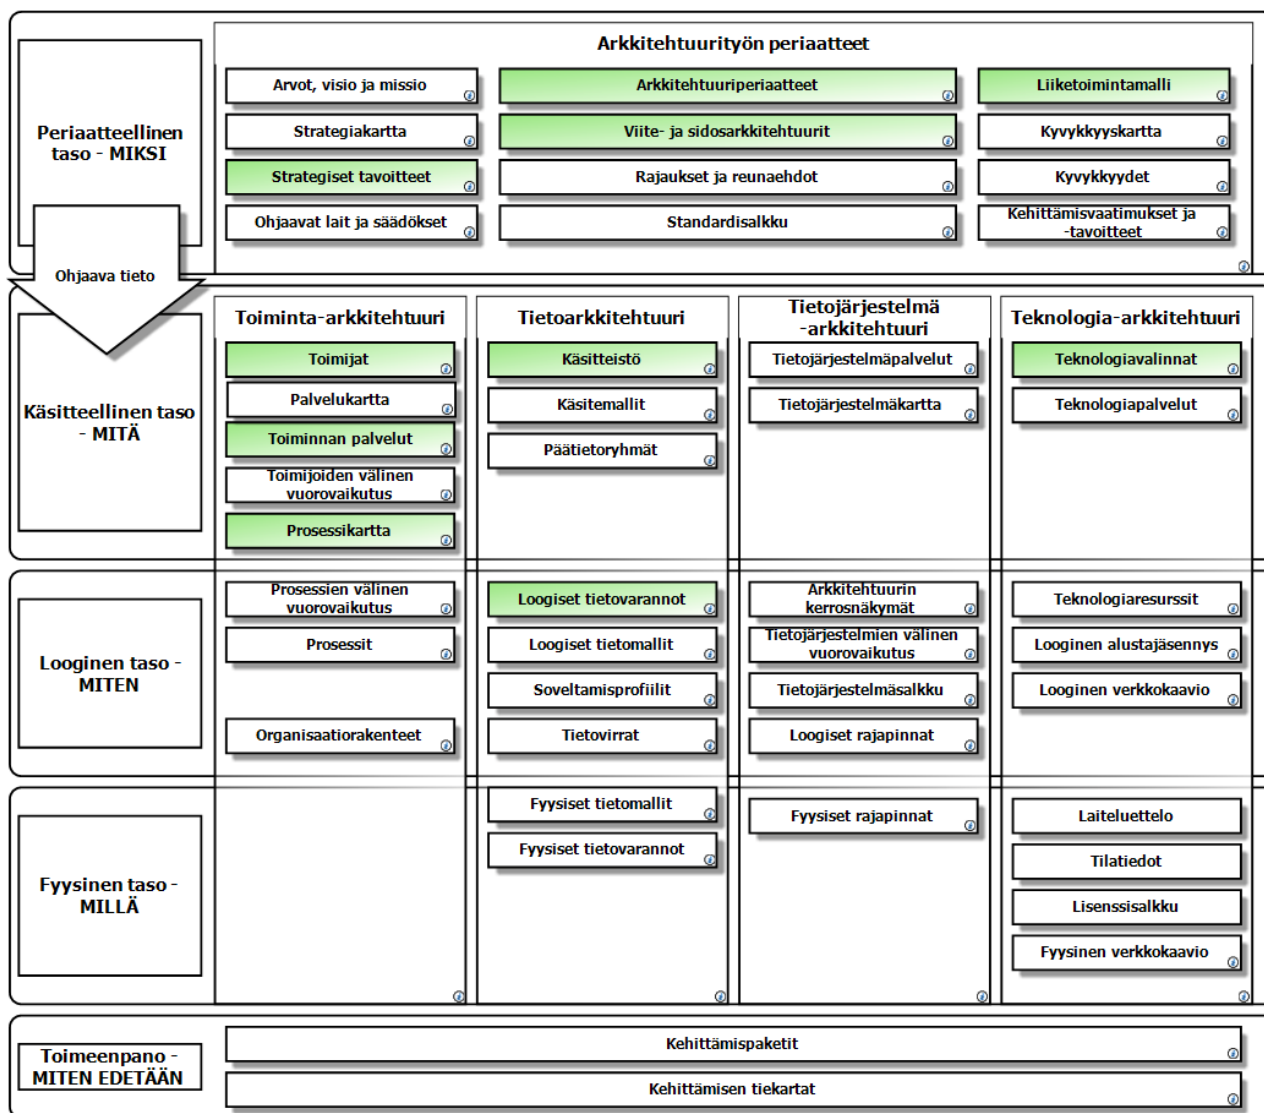 Arkkitehtuurityön periaatteet
Periaatteellinen
taso - MIKSI
Arvot, visio ja missio
Arkkitehtuuriperiaatteet
Liiketoimintamalli
Strategiakartta
Viite- ja sidosarkkitehtuurit
Kyvykkyyskartta
Strategiset tavoitteet
Rajaukset ja reunaehdot
Kyvykkyydet
Ohjaavat lait ja säädökset
Standardisalkku
Kehittämisvaatimukset ja
-tavoitteet
Ohjaava tieto
Käsitteellinen taso
- MITÄ
Toiminta-arkkitehtuuri
Toimijat
Palvelukartta
Toiminnan palvelut
Toimijoiden välinen
vuorovaikutus
Prosessikartta
Tietoarkkitehtuuri
Käsitteistö
Käsitemallit
Päätietoryhmät
Tietojärjestelmä
-arkkitehtuuri
Tietojärjestelmäpalvelut
Tietojärjestelmäkartta
Teknologia-arkkitehtuuri
Teknologiavalinnat
Teknologiapalvelut
Looginen taso -
MITEN
Prosessien välinen
vuorovaikutus
Prosessit
Organisaatiorakenteet
Loogiset tietovarannot
Loogiset tietomallit
Soveltamisprofiilit
Tietovirrat
Arkkitehtuurin
kerrosnäkymät
Tietojärjestelmien välinen
vuorovaikutus
Tietojärjestelmäsalkku
Loogiset rajapinnat
Teknologiaresurssit
Looginen alustajäsennys
Looginen verkkokaavio
Fyysinen taso -
MILLÄ
Fyysiset tietomallit
Fyysiset tietovarannot
Fyysiset rajapinnat
Laiteluettelo
Tilatiedot
Lisenssisalkku
Fyysinen verkkokaavio
Toimeenpano -
MITEN EDETÄÄN
Kehittämispaketit
Kehittämisen tiekartat